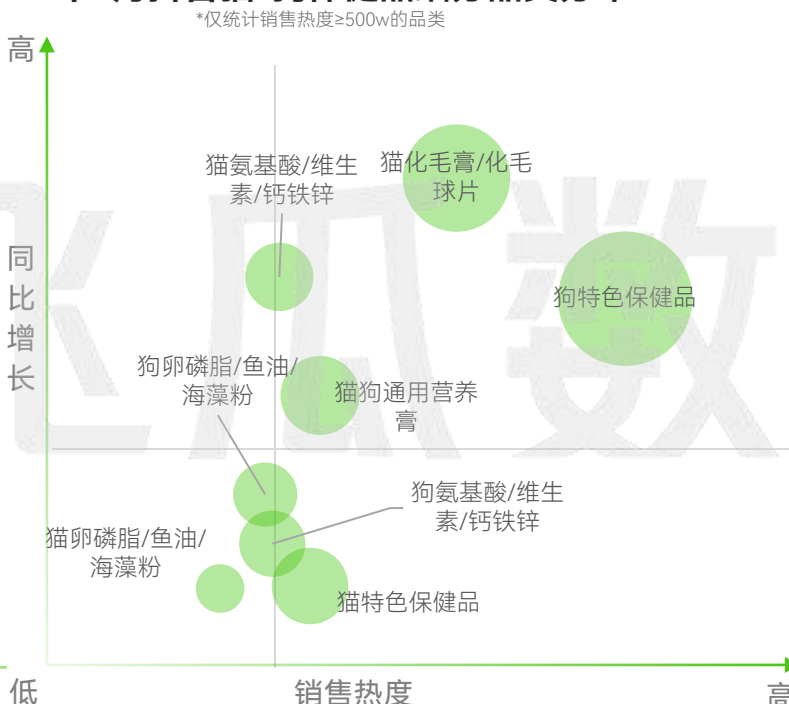 *仅统计销售热度≥500w的品类
高
猫氨基酸/维生
素/钙铁锌
猫化毛膏/化毛
球片
同
比
增
长
狗特色保健品
狗卵磷脂/鱼油/
海藻粉
猫狗通用营养
膏
狗氨基酸/维生
素/钙铁锌
猫卵磷脂/鱼油/
海藻粉
猫特色保健品
低
销售热度
高
飞瓜数